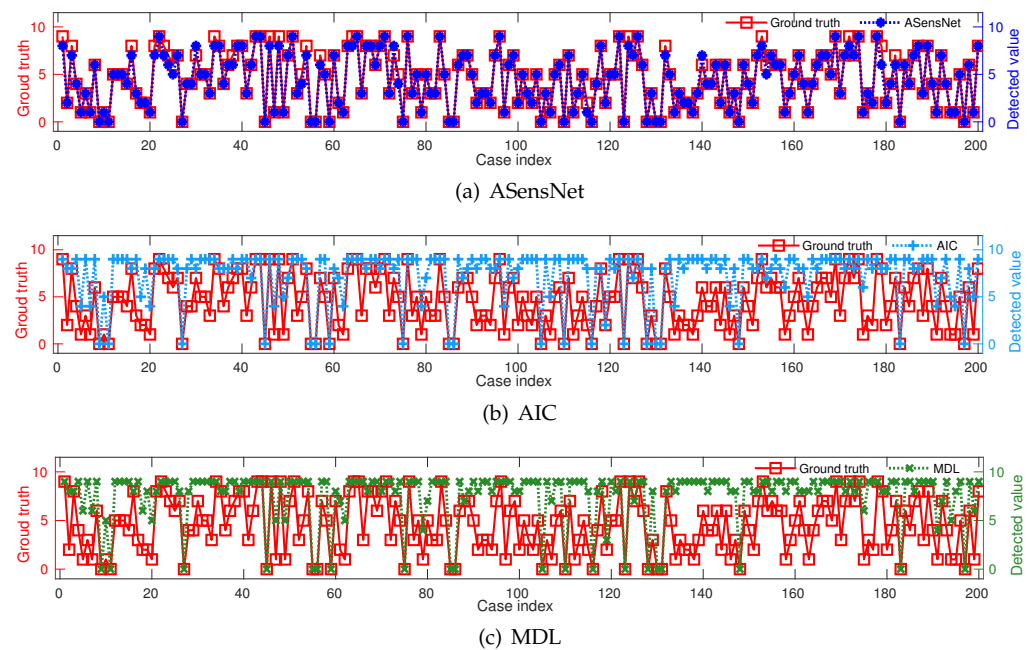 Ground truth ASensNet
10 10
5 5
0 0
Ground truth
Detected value
0 20 40 60 80 100 120 140 160 180 200
Case index
(a) ASensNet
Ground truth AIC
10 10
5 5
0 0
Ground truth
Detected value
0 20 40 60 80 100 120 140 160 180 200
Case index
(b) AIC
Ground truth MDL
10 10
5 5
0 0
Ground truth
Detected value
0 20 40 60 80 100 120 140 160 180 200
Case index
(c) MDL